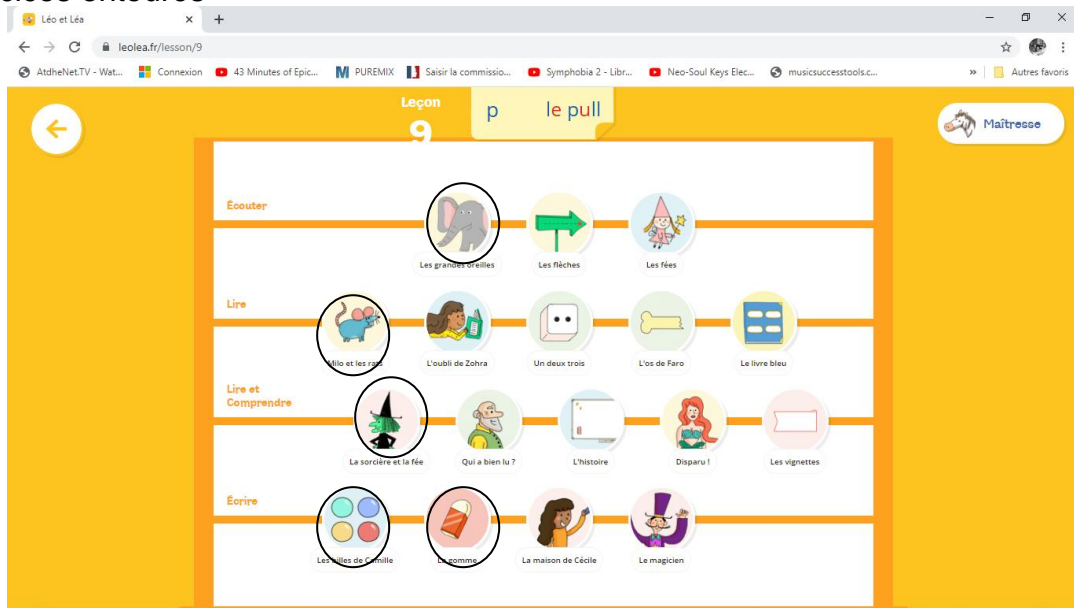 entourés
Léo et Léa
leolea.fr/lesson/9
AtdheNet.TV - Wat... Connexion 43 Minutes of Epic... PUREMIX Saisir la commissio... Symphobia 2 - Libr... Neo-Soul Keys Elec... musicsuccesstools.c... » Autres favoris
Leçon
9
p le pull
Maîtresse
Écouter
Les grandes oreilles Les flèches Les fées
Lire
Milo et les rats L'oubli de Zohra Un deux trois L'os de Faro Le livre bleu
Lire et
Comprendre
La sorcière et la fée Qui a bien lu ? L'histoire Disparu ! Les vignettes
Écrire
Les billes de Camille La gomme La maison de Cécile Le magicien